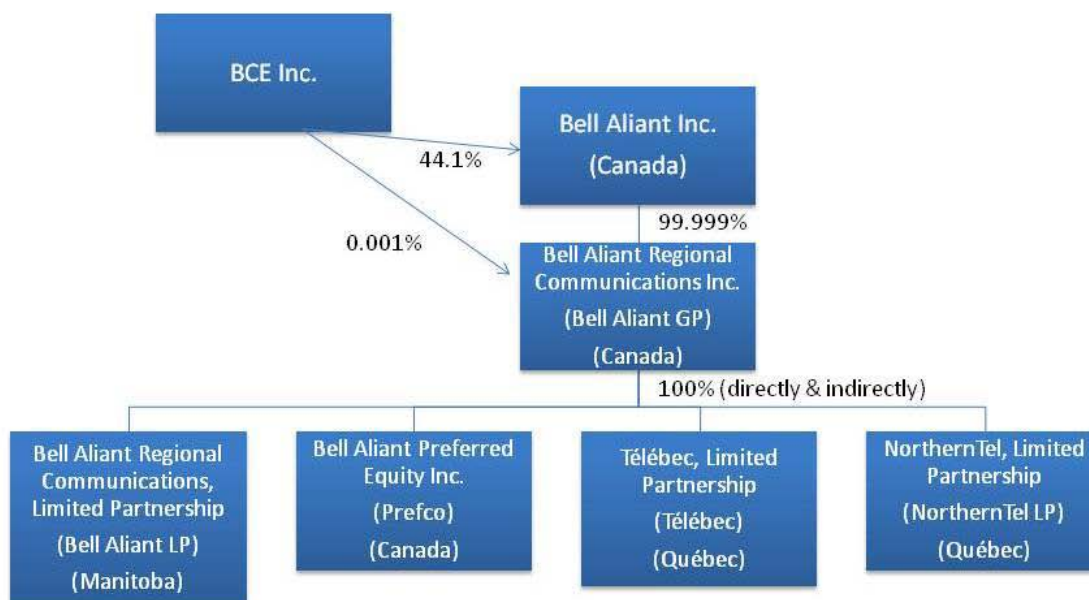 BCE Inc.
Bell Aliant Inc.
(Canada)
44.1%
99.999%
0.001%
Bell Aliant Regional
Communications Inc.
(Bell Aliant GP)
(Canada)
100% (directly & indirectly)
Bell Aliant Regional
Communications,
Limited Partnership
(Bell Aliant LP)
(Manitoba)
Bell Aliant Preferred
Equity Inc.
(Prefco)
(Canada)
Télébec, Limited
Partnership
(Télébec)
(Québec)
NorthernTel, Limited
Partnership
(NorthernTel LP)
(Québec)